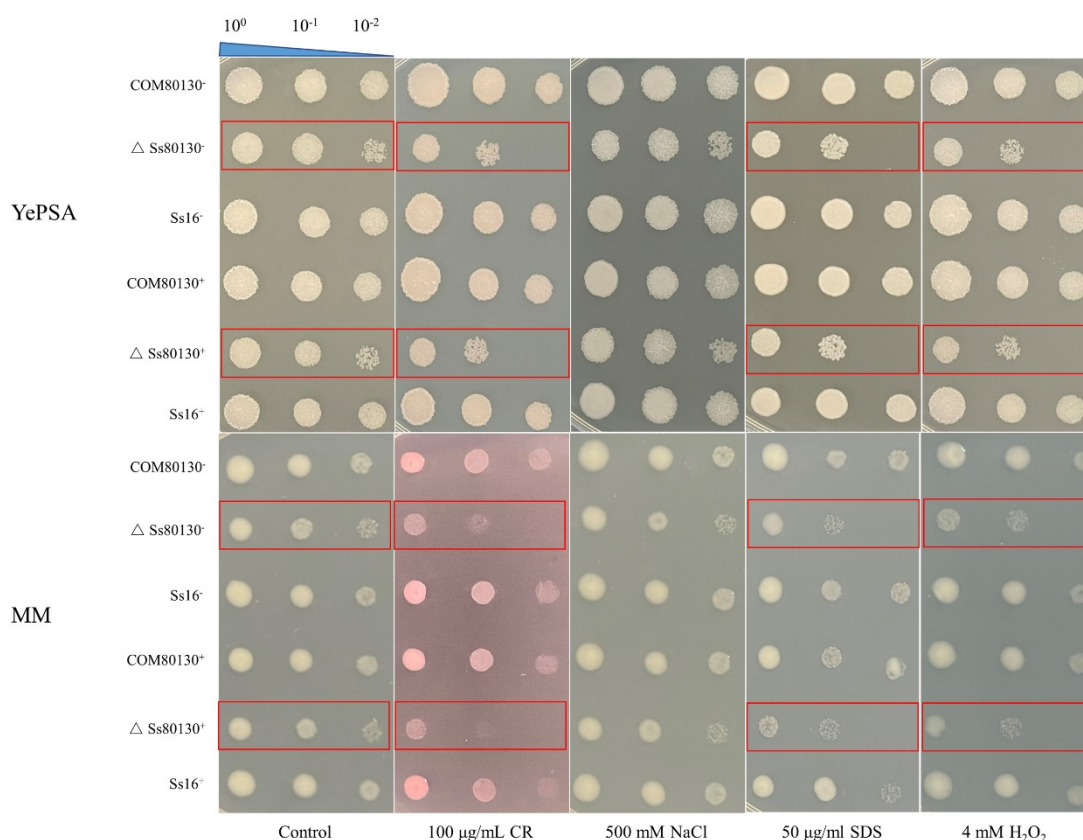 10⁰ 10⁻¹ 10⁻²
COM80130⁻
△ Ss80130⁻
Ss16⁻
COM80130⁺
△ Ss80130⁺
Ss16⁺
YePSA
COM80130⁻
△ Ss80130⁻
Ss16⁻
COM80130⁺
△ Ss80130⁺
Ss16⁺
MM
Control 100 μg/mL CR 500 mM NaCl 50 μg/ml SDS 4 mM H₂O₂